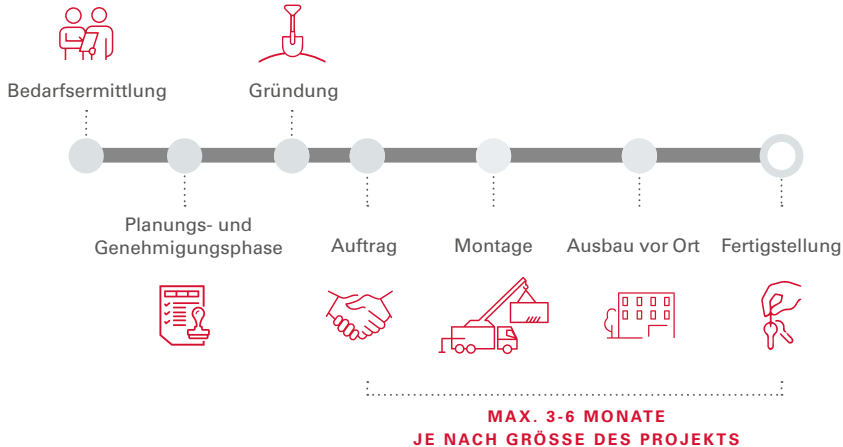 Bedarfsermittlung
Gründung
Planungs- und
Genehmigungsphase
Auftrag
Montage
Ausbau vor Ort
Fertigstellung
MAX. 3-6 MONATE
JE NACH GRÖSSE DES PROJEKTS